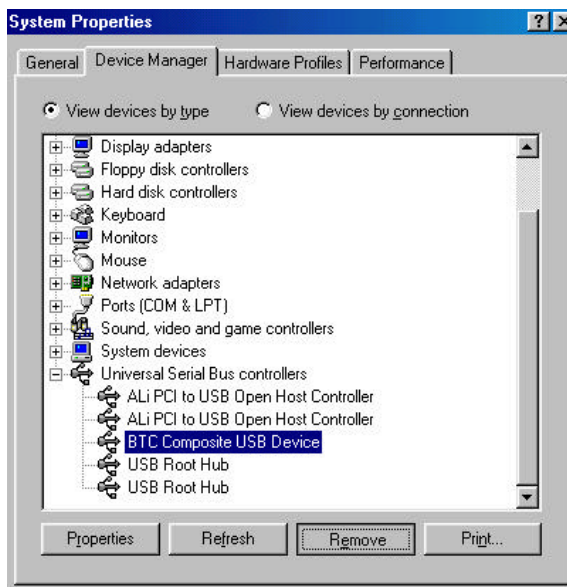 System Properties
General Device Manager Hardware Profiles Performance
View devices by type View devices by connection
Display adapters
Floppy disk controllers
Hard disk controllers
Keyboard
Monitors
Mouse
Network adapters
Ports (COM & LPT)
Sound, video and game controllers
System devices
Universal Serial Bus controllers
ALi PCI to USB Open Host Controller
ALi PCI to USB Open Host Controller
BTC Composite USB Device
USB Root Hub
USB Root Hub
Properties Refresh Remove Print...